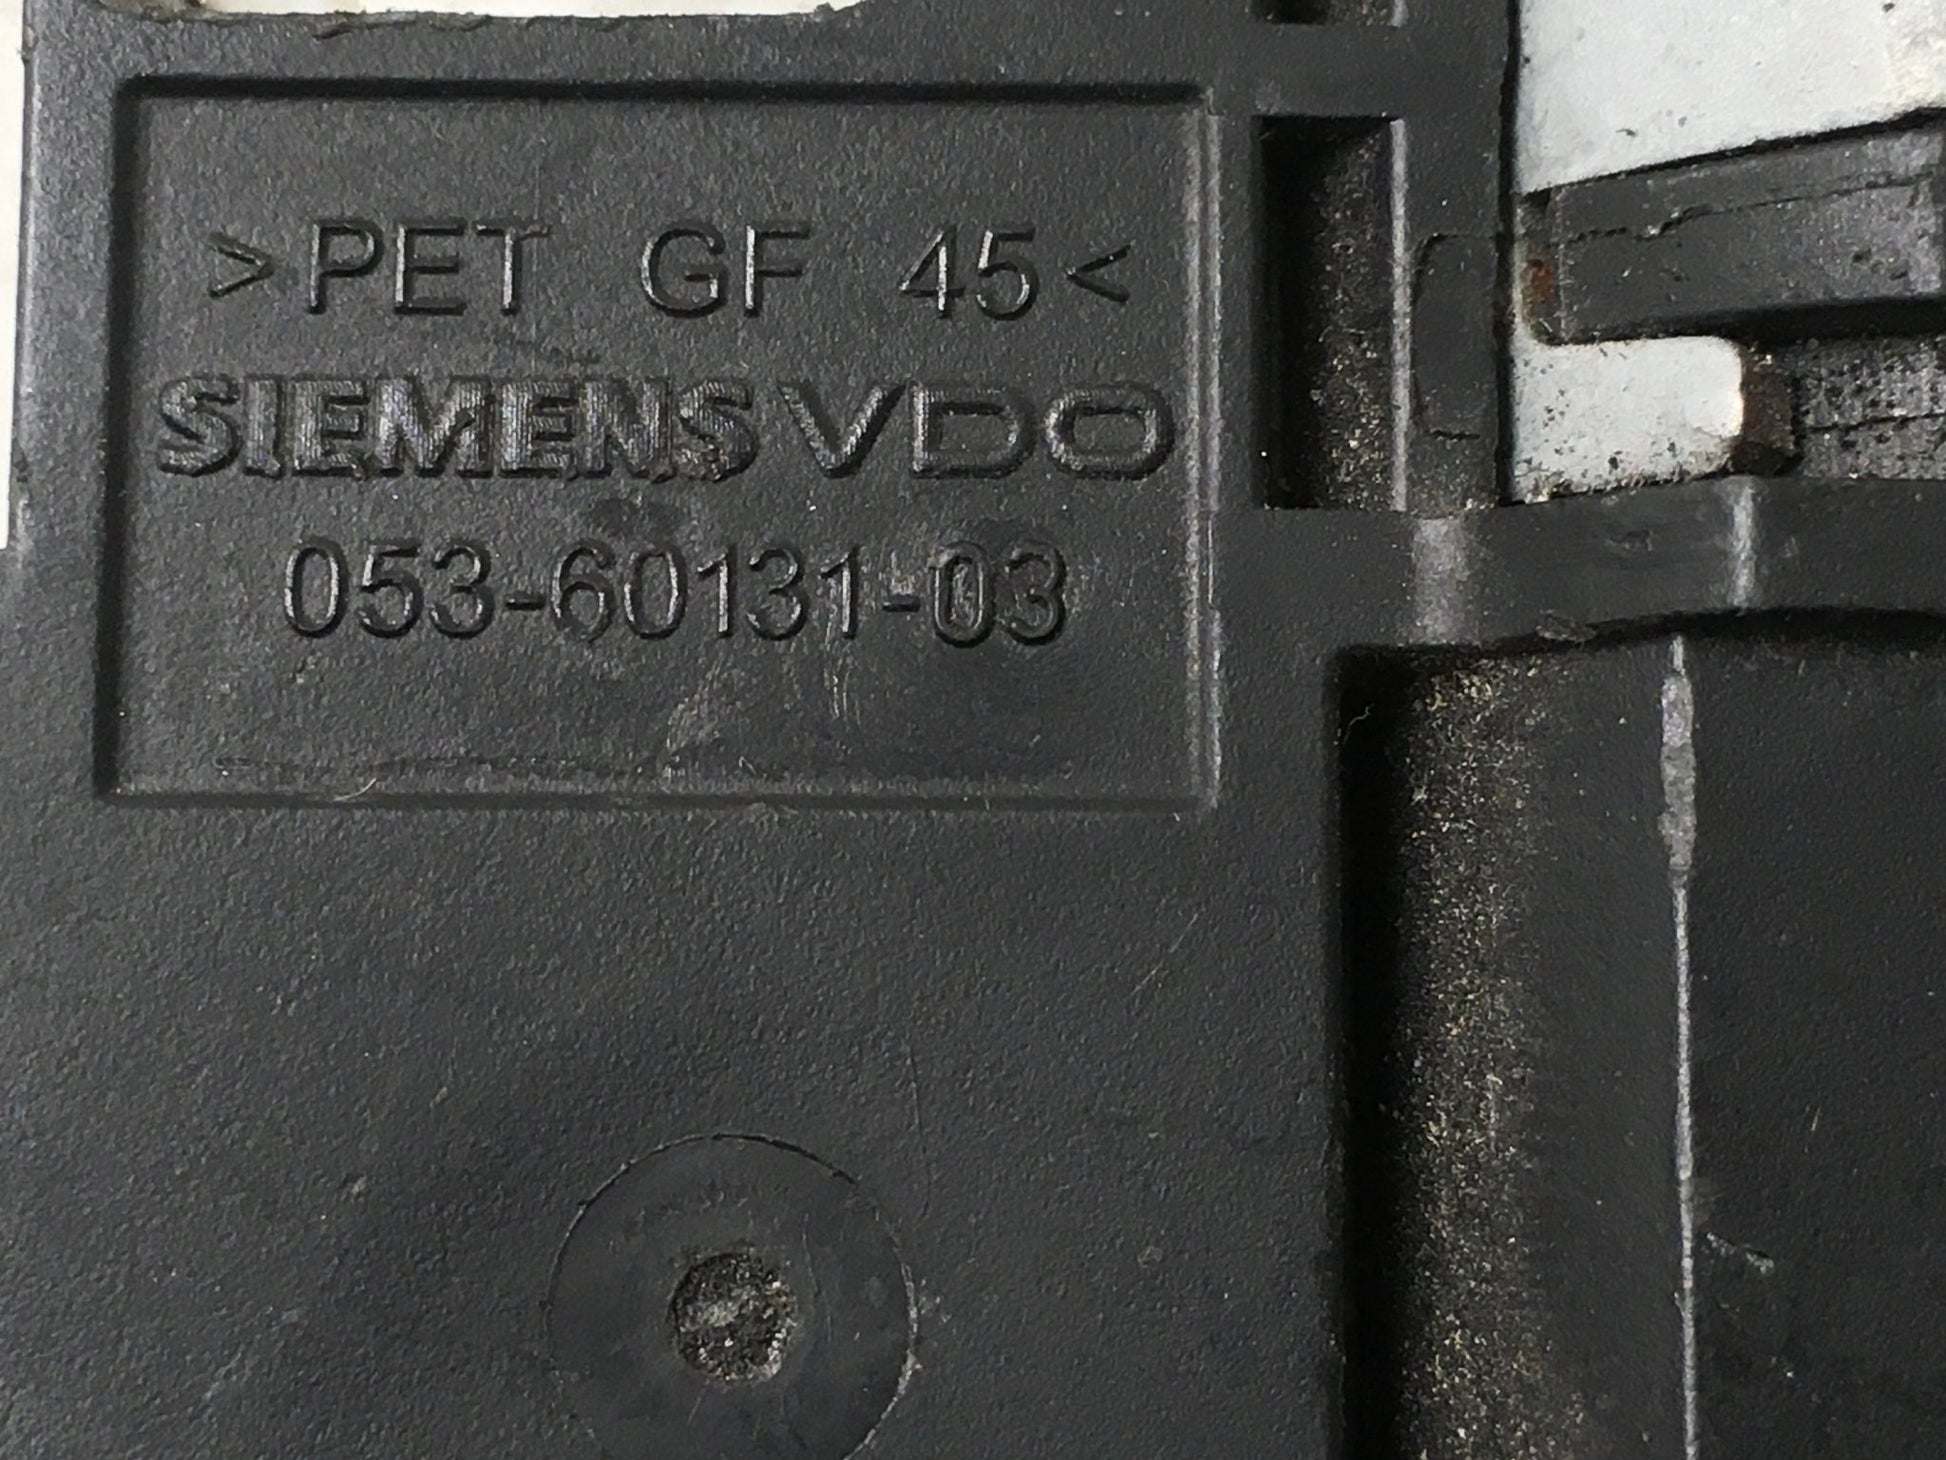 >PET GF 45<
SIEMENS VDO
053-60131-03